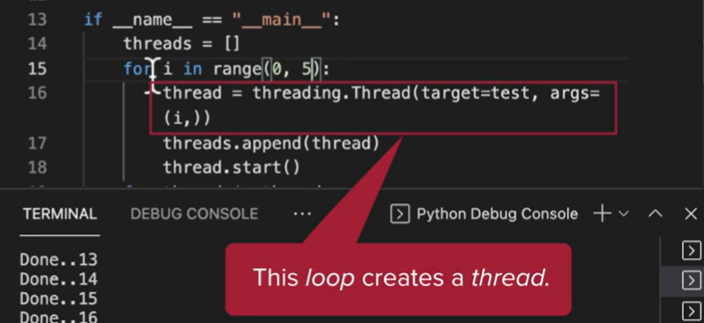 13 if __name__ == "__main__":
14 threads = []
15 for i in range(0, 5):
16 thread = threading.Thread(target=test, args=
(i,))
17 threads.append(thread)
18 thread.start()
TERMINAL DEBUG CONSOLE ··· Python Debug Console
Done..13
Done..14
Done..15
Done..16
This loop creates a thread.